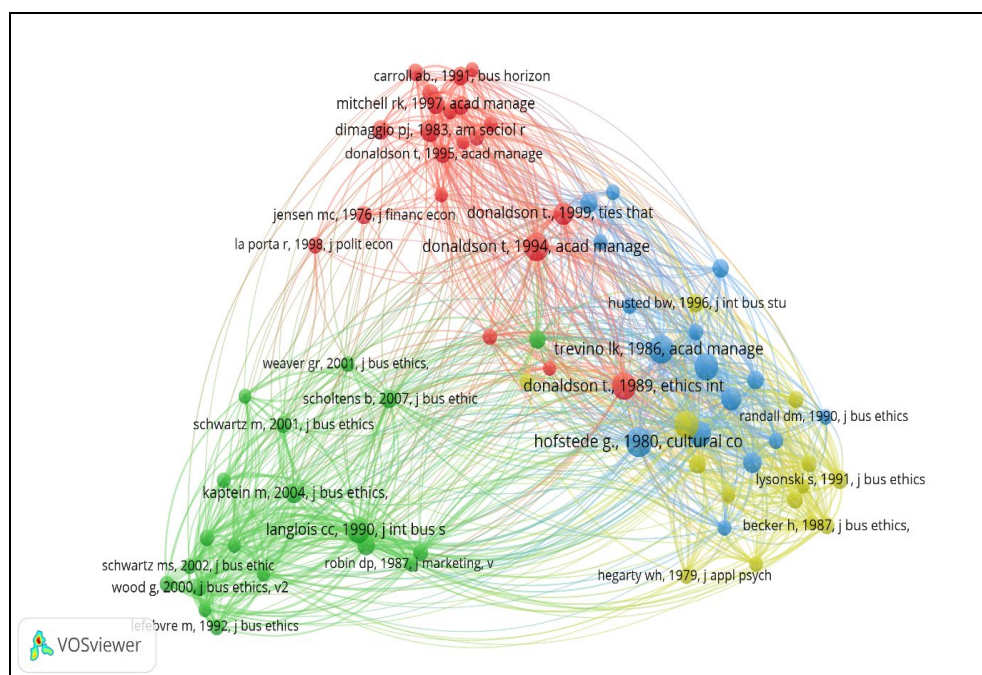 carroll ab., 1991, bus horizon
mitchell rk, 1997, acad manage
dimaggio pj, 1983, am sociol r
donaldson t, 1995, acad manage
jensen mc, 1976, j financ econ
donaldson t., 1999, ties that
la porta r, 1998, j polit econ
donaldson t, 1994, acad manage
husted bw, 1996, j int bus stu
trevino lk, 1986, acad manage
weaver gr, 2001, j bus ethics,
donaldson t., 1989, ethics int
scholtens b, 2007, j bus ethic
randall dm, 1990, j bus ethics
schwartz m, 2001, j bus ethics
hofstede g., 1980, cultural co
lysonski s, 1991, j bus ethics
kaptein m, 2004, j bus ethics,
becker h, 1987, j bus ethics,
langlois cc, 1990, j int bus s
robin dp, 1987, j marketing, v
schwartz ms, 2002, j bus ethic
hegarty wh, 1979, j appl psych
wood g, 2000, j bus ethics, v2
lefebvre m, 1992, j bus ethics
VOSviewer